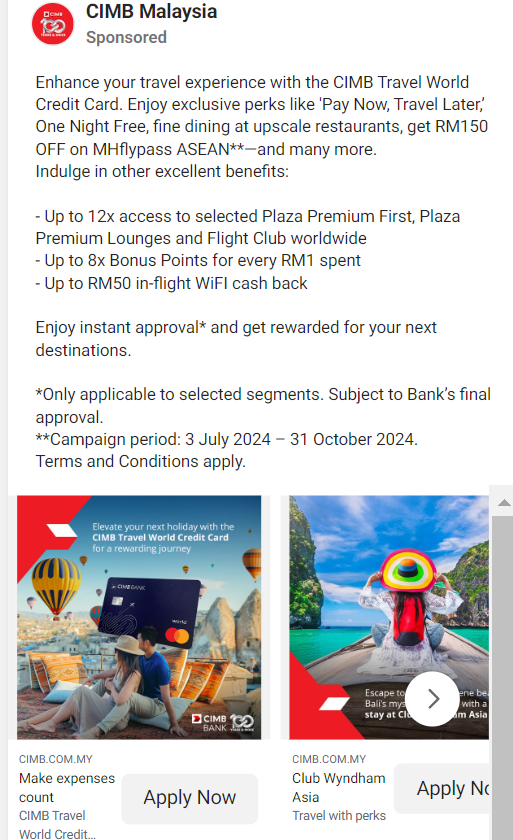 CIMB Malaysia
Sponsored
Enhance your travel experience with the CIMB Travel World
Credit Card. Enjoy exclusive perks like 'Pay Now, Travel Later,'
One Night Free, fine dining at upscale restaurants, get RM150
OFF on MHflypass ASEAN**—and many more.
Indulge in other excellent benefits:
- Up to 12x access to selected Plaza Premium First, Plaza
Premium Lounges and Flight Club worldwide
- Up to 8x Bonus Points for every RM1 spent
- Up to RM50 in-flight WiFI cash back
Enjoy instant approval* and get rewarded for your next
destinations.
*Only applicable to selected segments. Subject to Bank's final
approval.
**Campaign period: 3 July 2024 – 31 October 2024.
Terms and Conditions apply.
Elevate your next holiday with the
CIMB Travel World Credit Card
for a rewarding journey
CIMB BANK
world
CIMB
BANK
Escape to
Bali's
with a
stay at
Asia
CIMB.COM.MY
Make expenses
count
CIMB Travel
World Credit...
Apply Now
CIMB.COM.MY
Club Wyndham
Asia
Travel with perks
Apply